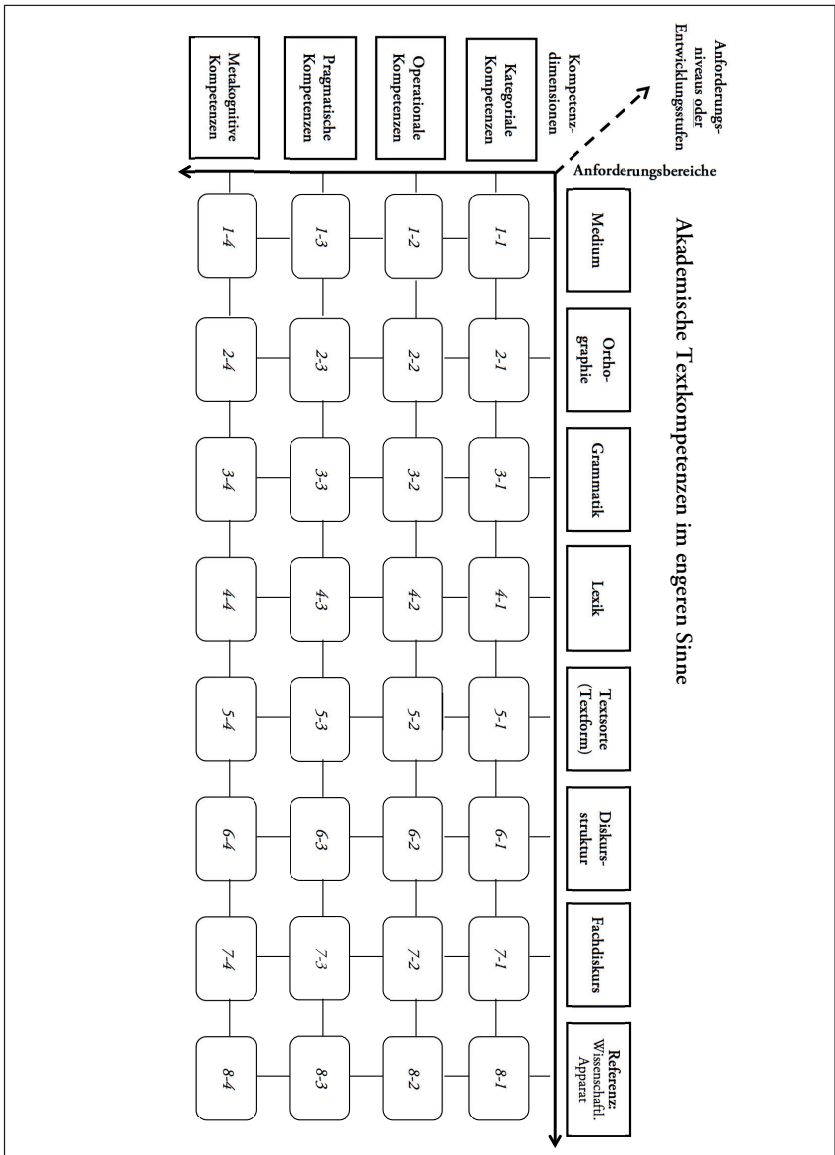 Akademische Textkompetenzen im engeren Sinne
Anforderungs-
niveaus oder
Entwicklungsstufen
Anforderungsbereiche
Kompetenz-
dimensionen
Medium
Ortho-
graphie
Grammatik
Lexik
Textsorte
(Textform)
Diskurs-
struktur
Fachdiskurs
Referenz:
Wissenschaftl.
Apparat
Kategoriale
Kompetenzen
1-1
2-1
3-1
4-1
5-1
6-1
7-1
8-1
Operationale
Kompetenzen
1-2
2-2
3-2
4-2
5-2
6-2
7-2
8-2
Pragmatische
Kompetenzen
1-3
2-3
3-3
4-3
5-3
6-3
7-3
8-3
Metakognitive
Kompetenzen
1-4
2-4
3-4
4-4
5-4
6-4
7-4
8-4